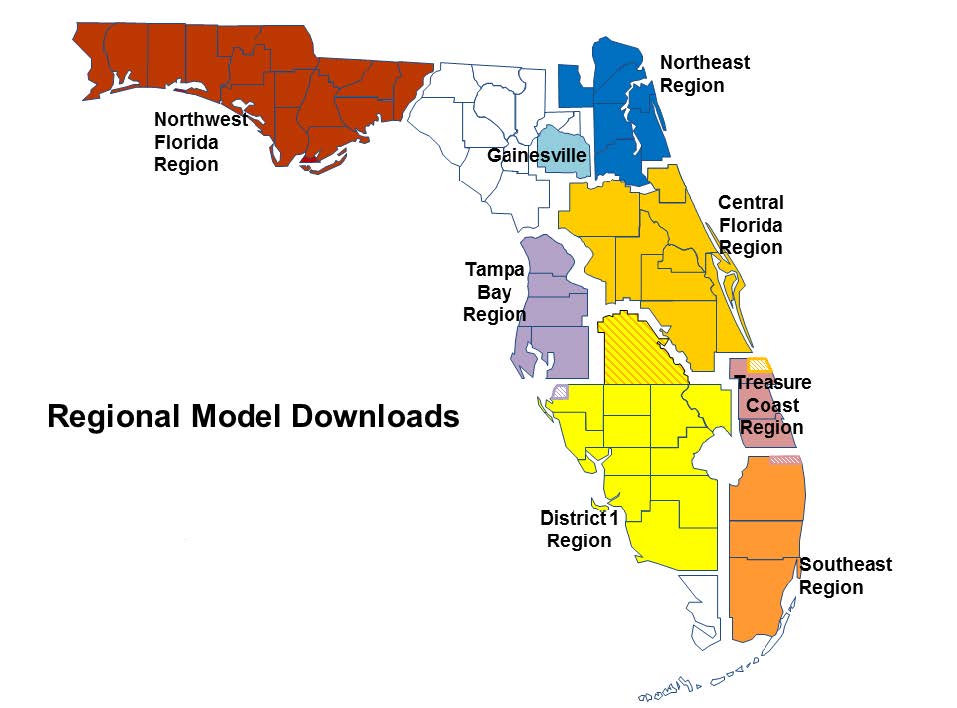 Northeast
Region
Northwest
Florida
Region
Gainesville
Central
Florida
Region
Tampa
Bay
Region
Treasure
Coast
Region
Regional Model Downloads
District 1
Region
Southeast
Region